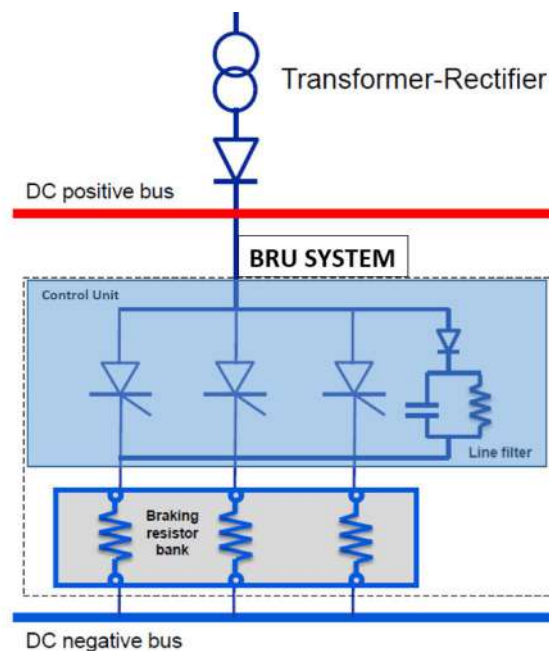 Transformer-Rectifier
DC positive bus
BRU SYSTEM
Control Unit
Line filter
Braking
resistor
bank
DC negative bus